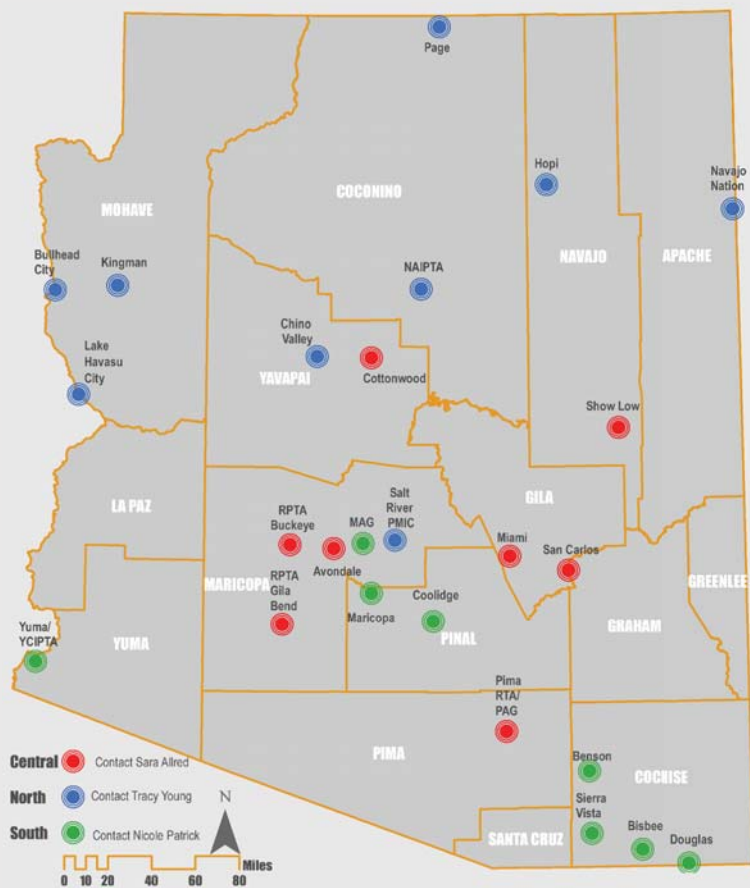 Page
Hopi
Navajo
Nation
COCONINO
MOHAVE
NAVAJO
APACHE
Bullhead
City
Kingman
NAIPTA
Chino
Valley
Lake
Havasu
City
YAVAPAI
Cottonwood
Show Low
LA PAZ
GILA
Salt
River
PMIC
RPTA
Buckeye
MAG
Miami
San Carlos
Avondale
MARICOPA
RPTA
Gila
Bend
GREENLEE
Maricopa
Coolidge
GRAHAM
Yuma/
YCIPTA
YUMA
PINAL
Pima
RTA/
PAG
PIMA
Benson
COCHISE
Sierra
Vista
Bisbee
Douglas
SANTA CRUZ
Central Contact Sara Allred
North Contact Tracy Young
South Contact Nicole Patrick
N
Miles
0 10 20 40 60 80